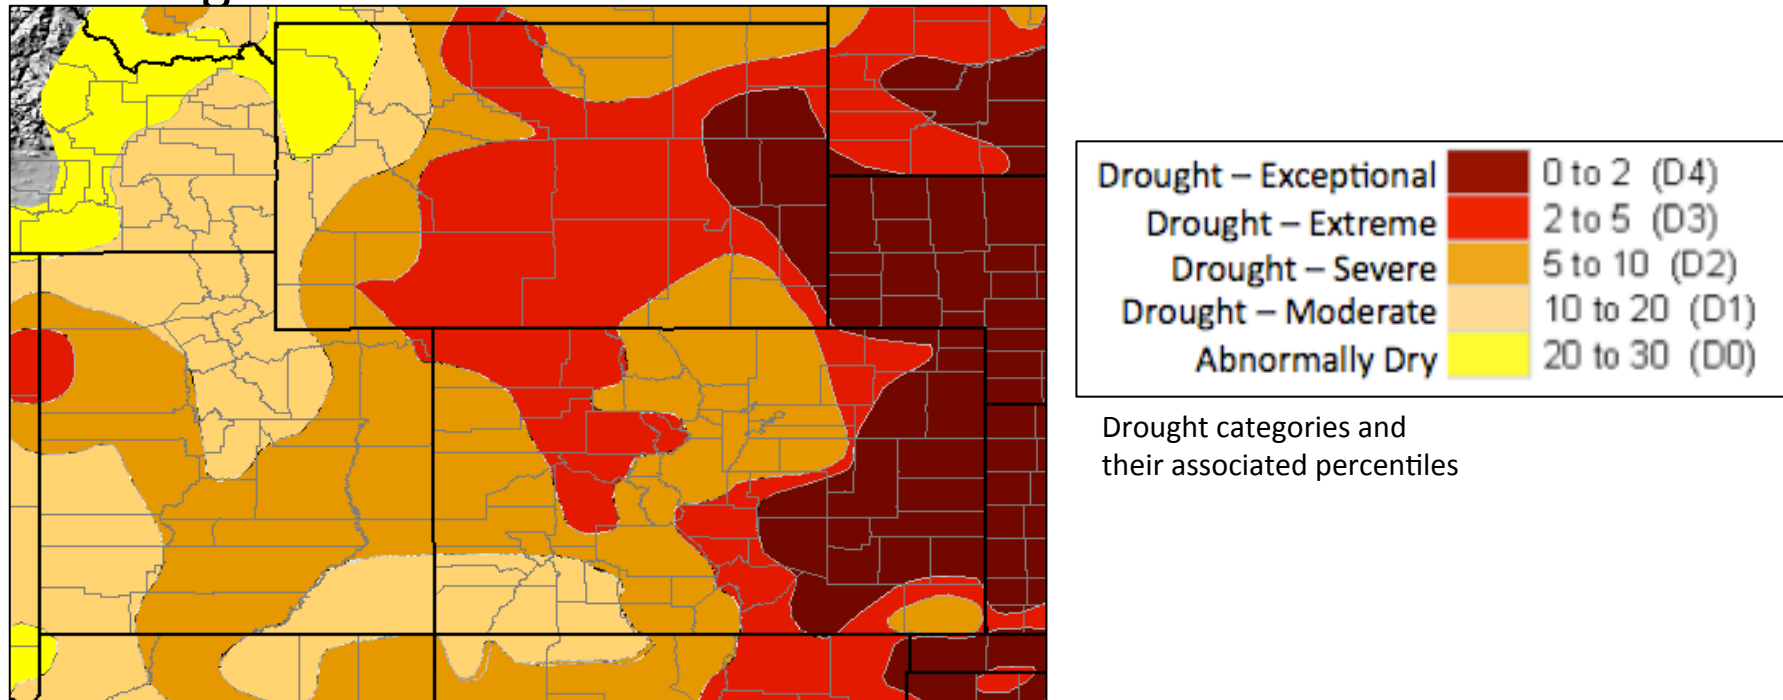 Drought – Exceptional 0 to 2 (D4)
Drought – Extreme 2 to 5 (D3)
Drought – Severe 5 to 10 (D2)
Drought – Moderate 10 to 20 (D1)
Abnormally Dry 20 to 30 (D0)
Drought categories and
their associated percentiles